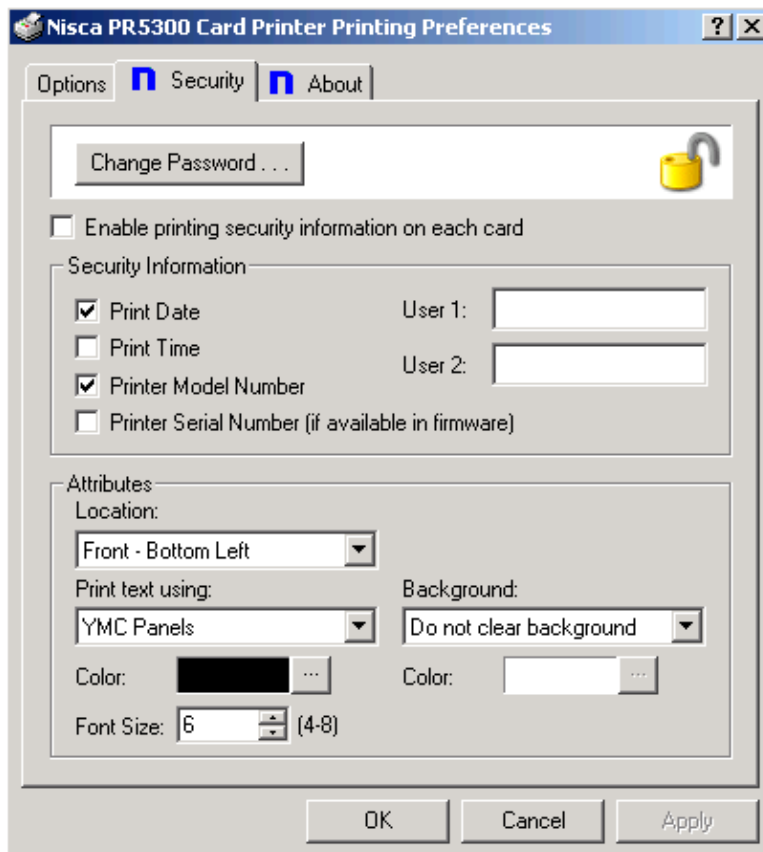 Nisca PR5300 Card Printer Printing Preferences
Options Security About
Change Password . . .
Enable printing security information on each card
Security Information
Print Date User 1:
Print Time
User 2:
Printer Model Number
Printer Serial Number (if available in firmware)
Attributes
Location:
Front - Bottom Left
Print text using: Background:
YMC Panels Do not clear background
Color: ... Color: ...
Font Size: 6 (4-8)
OK Cancel Apply